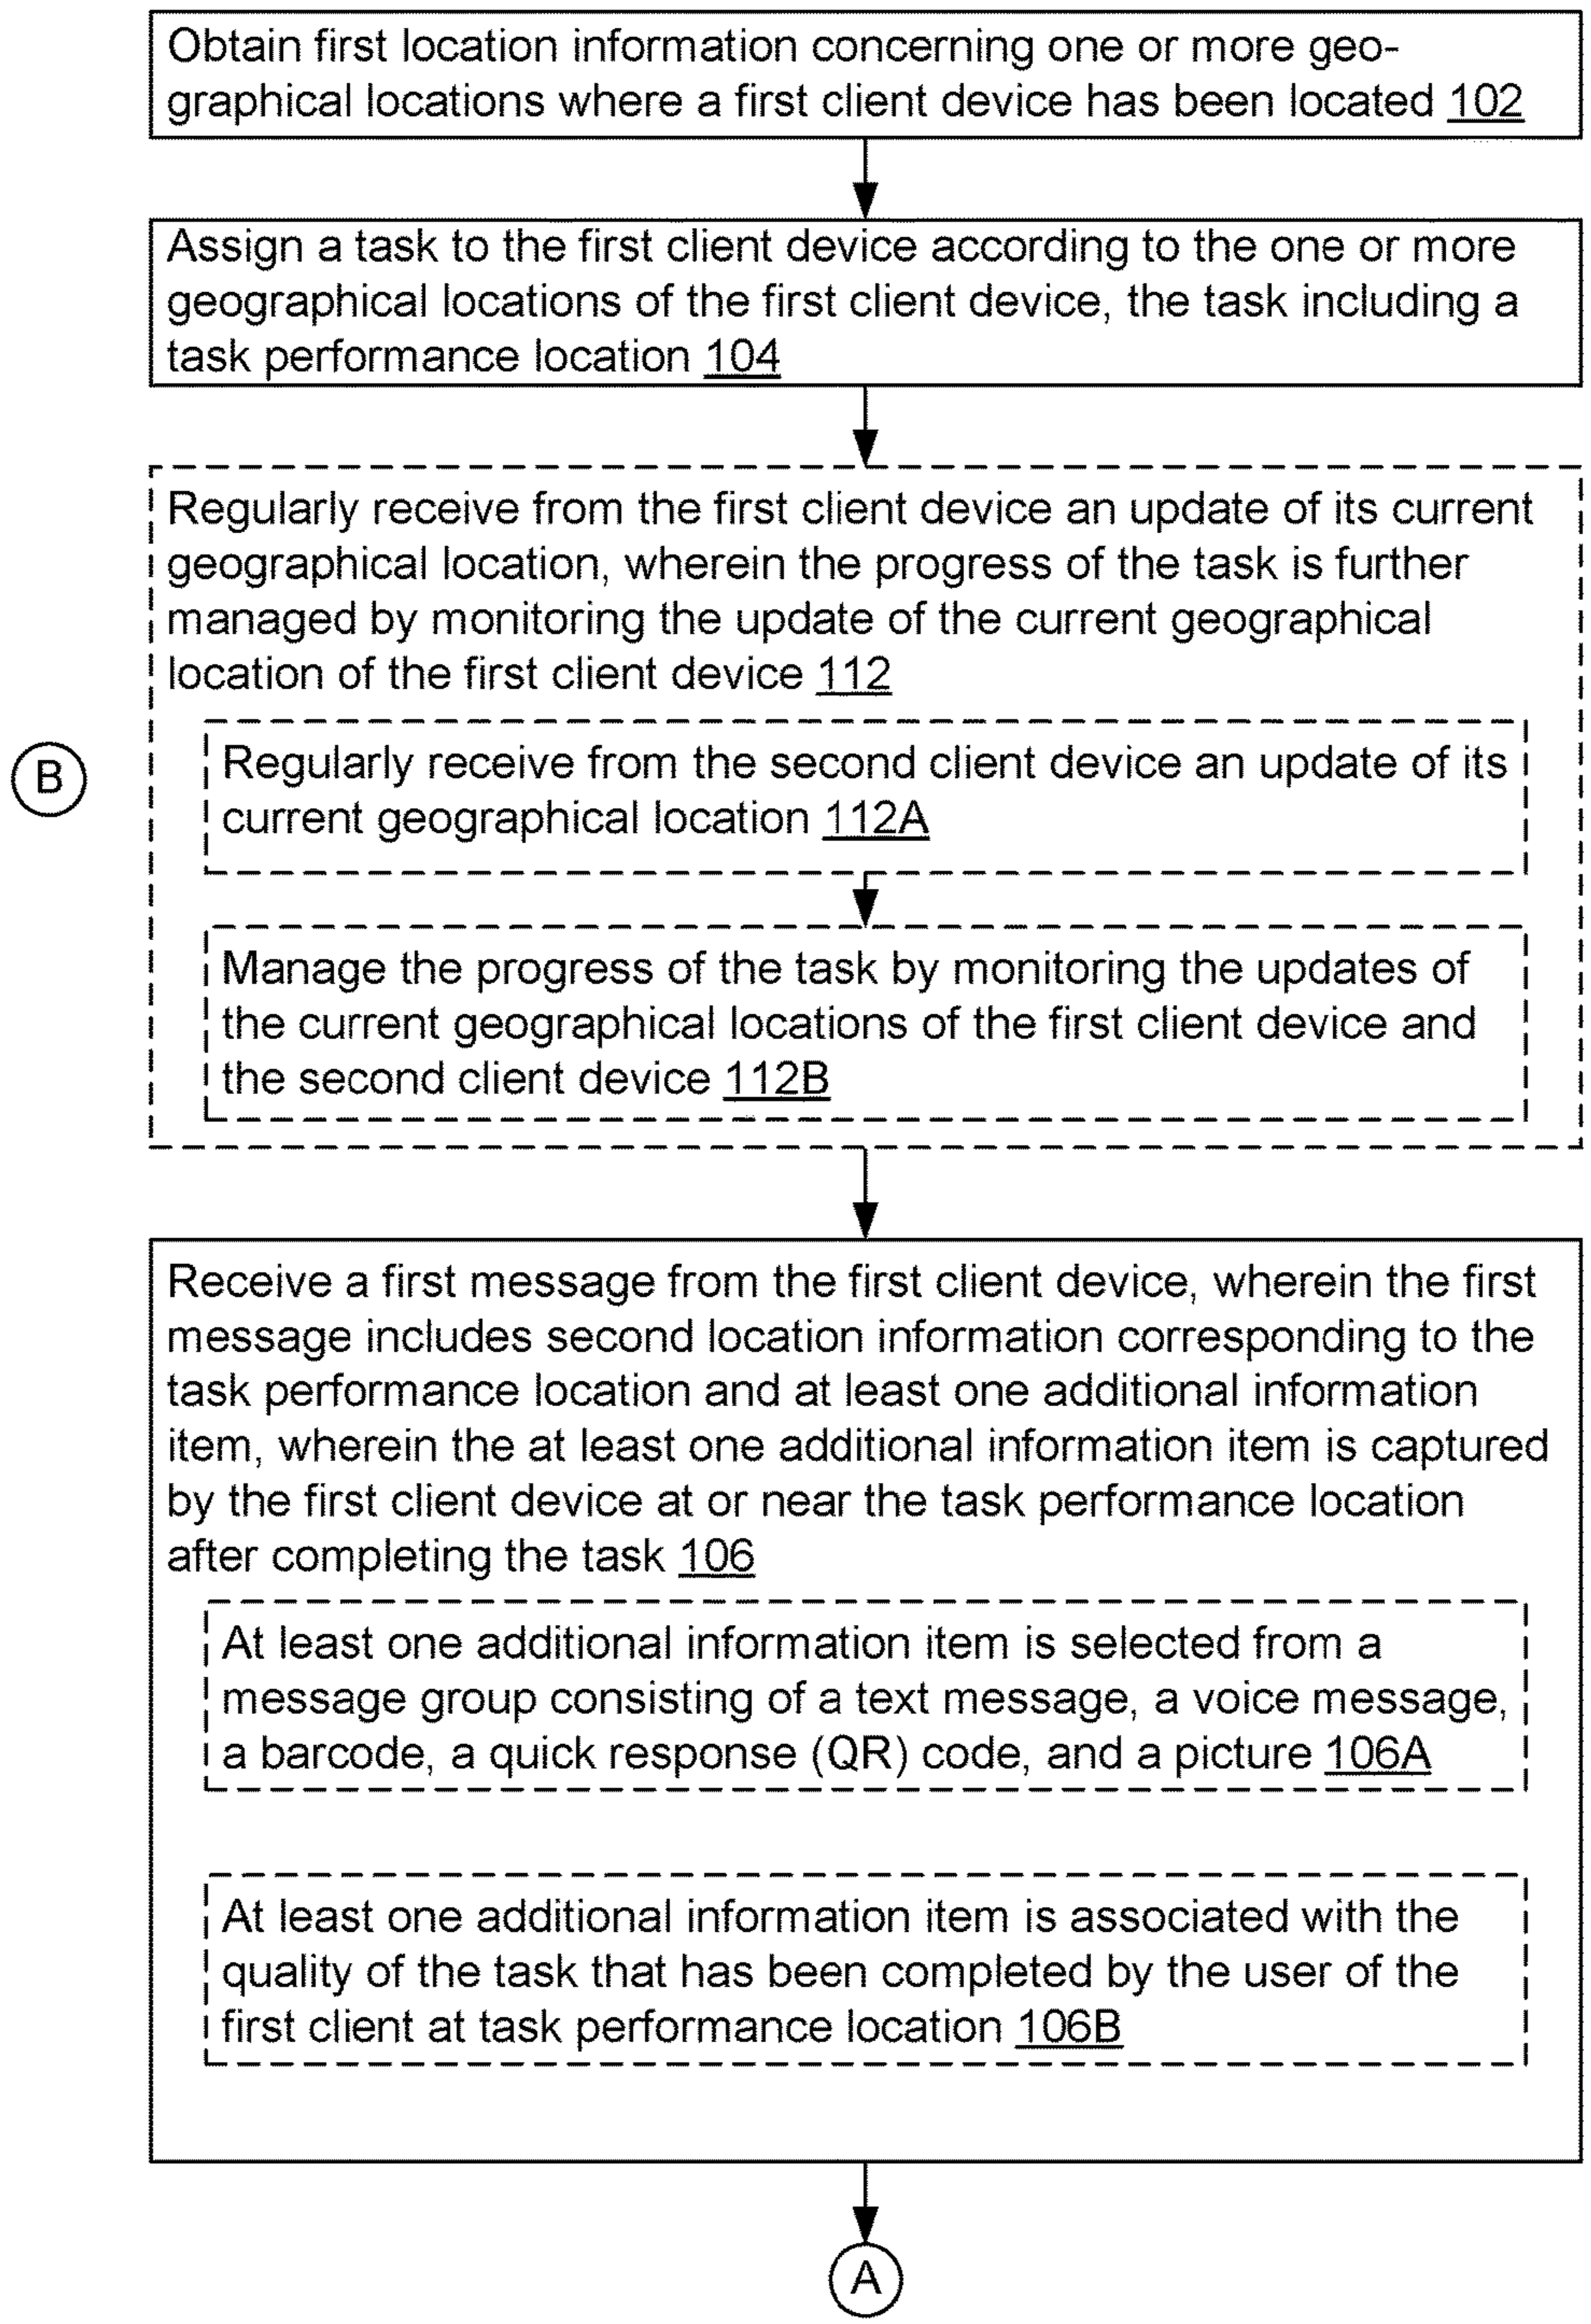 Obtain first location information concerning one or more geo-
graphical locations where a first client device has been located 102
Assign a task to the first client device according to the one or more
geographical locations of the first client device, the task including a
task performance location 104
Regularly receive from the first client device an update of its current
geographical location, wherein the progress of the task is further
managed by monitoring the update of the current geographical
location of the first client device 112
B
Regularly receive from the second client device an update of its
current geographical location 112A
Manage the progress of the task by monitoring the updates of
the current geographical locations of the first client device and
the second client device 112B
Receive a first message from the first client device, wherein the first
message includes second location information corresponding to the
task performance location and at least one additional information
item, wherein the at least one additional information item is captured
by the first client device at or near the task performance location
after completing the task 106
At least one additional information item is selected from a
message group consisting of a text message, a voice message,
a barcode, a quick response (QR) code, and a picture 106A
At least one additional information item is associated with the
quality of the task that has been completed by the user of the
first client at task performance location 106B
A